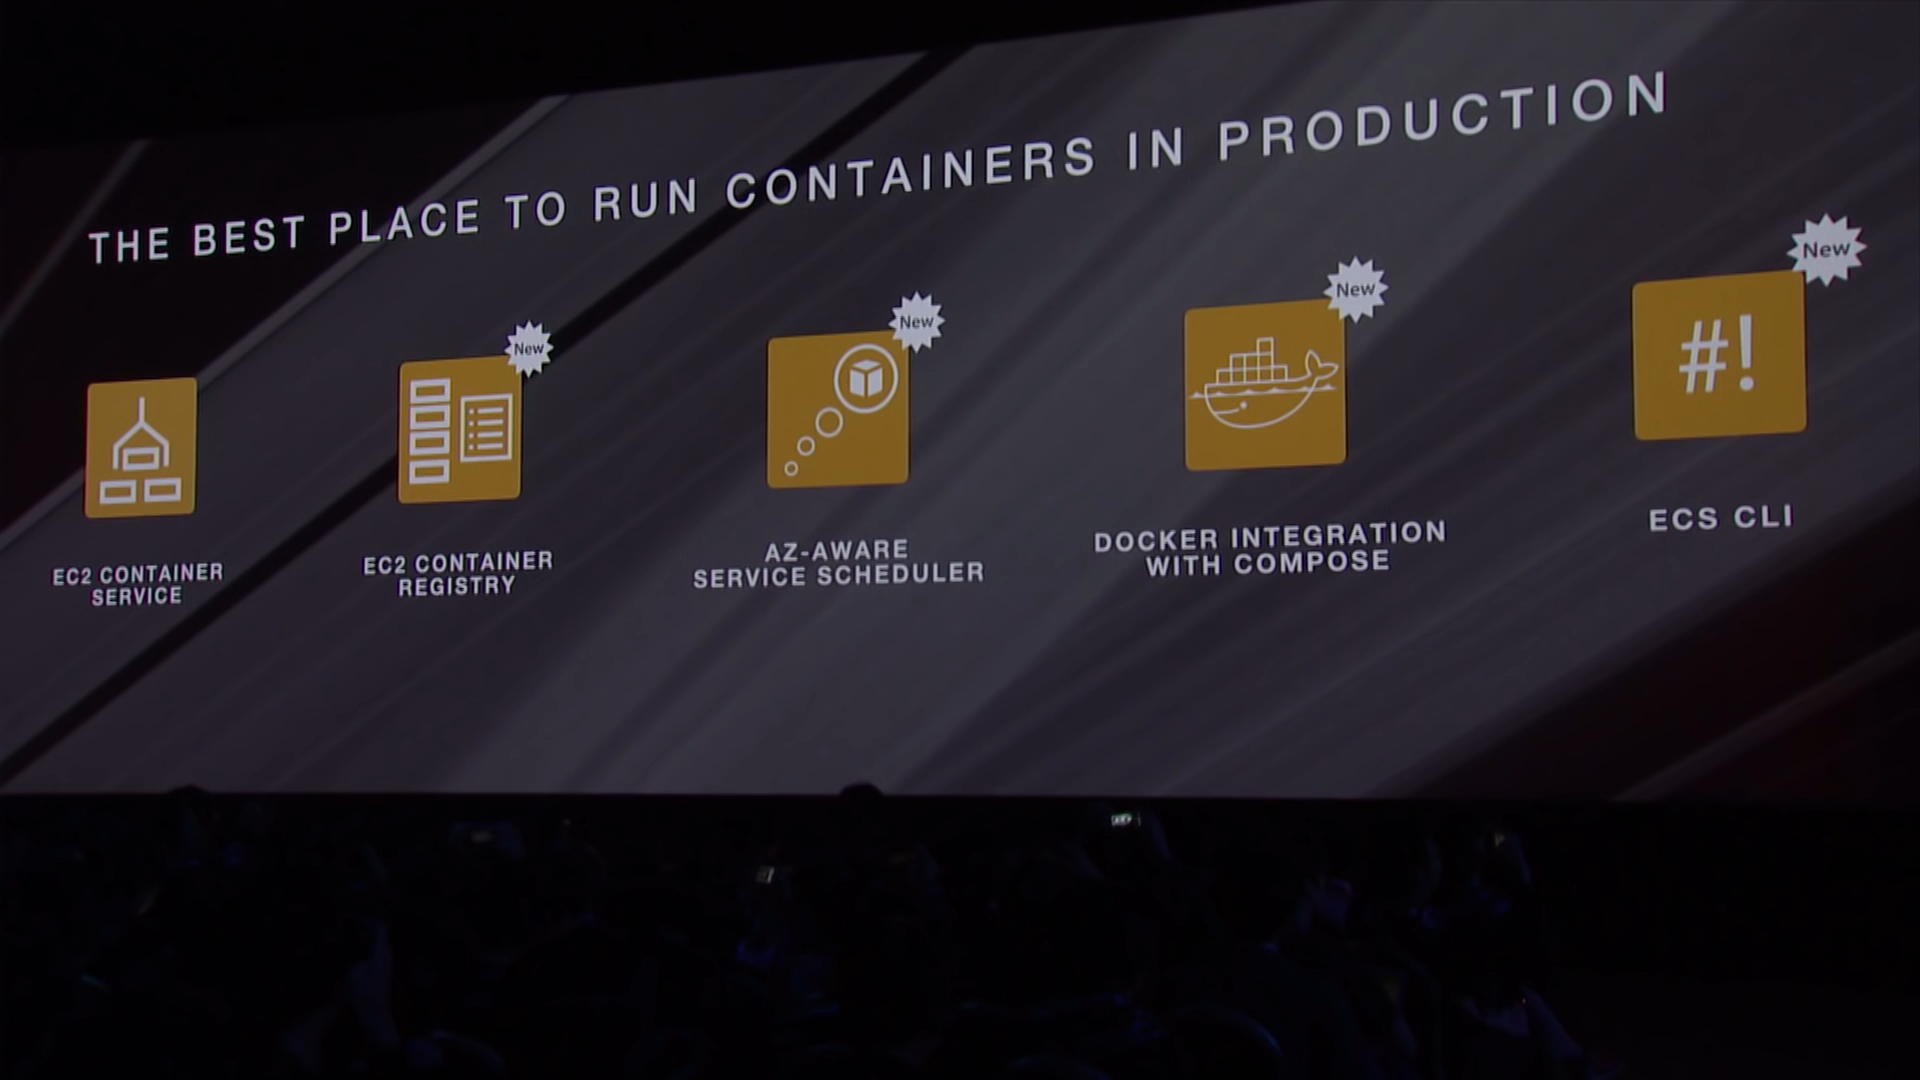 THE BEST PLACE TO RUN CONTAINERS IN PRODUCTION
New
New
New
New
#!
EC2 CONTAINER
SERVICE
EC2 CONTAINER
REGISTRY
AZ-AWARE
SERVICE SCHEDULER
DOCKER INTEGRATION
WITH COMPOSE
ECS CLI